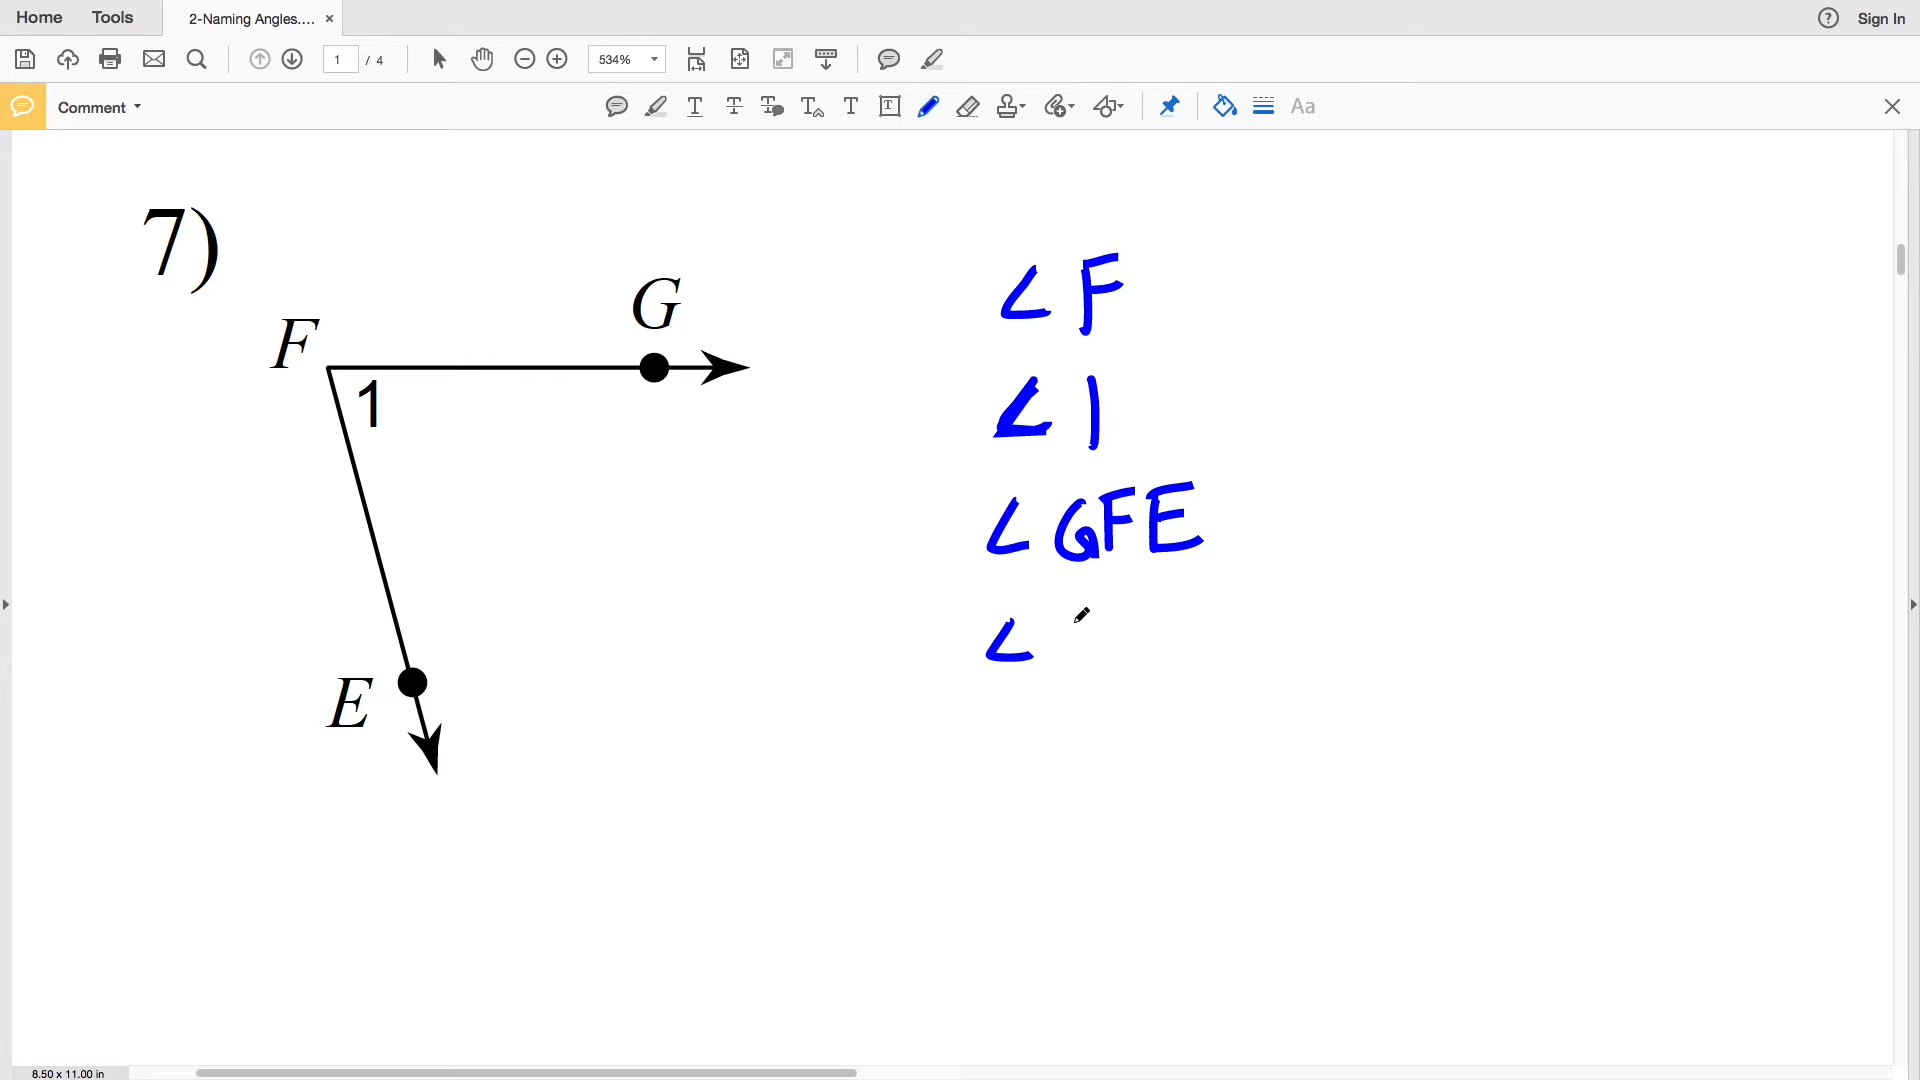 Home Tools 2-Naming Angles.... × ? Sign In
1 / 4 534%
Comment Aa
7)
F
G
1
E
∠ F
∠ 1
∠ GFE
∠
8.50 x 11.00 in